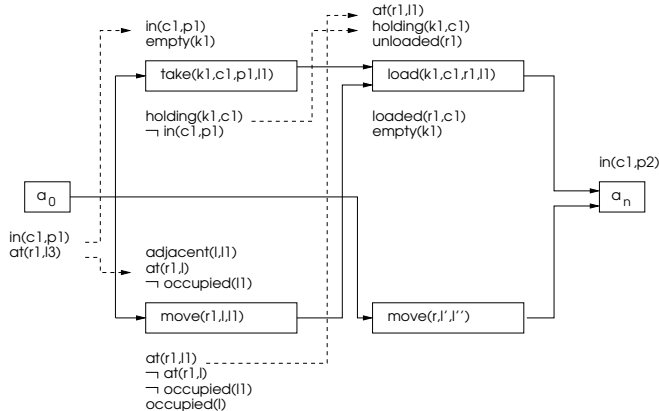 in(c1,p1)
empty(k1)
at(r1,l1)
holding(k1,c1)
unloaded(r1)
take(k1,c1,p1,l1)
load(k1,c1,r1,l1)
holding(k1,c1)
¬ in(c1,p1)
loaded(r1,c1)
empty(k1)
in(c1,p2)
a0
an
in(c1,p1)
at(r1,l3)
adjacent(l,l1)
at(r1,l)
¬ occupied(l1)
move(r1,l,l1)
move(r,l',l'')
at(r1,l1)
¬ at(r1,l)
¬ occupied(l1)
occupied(l)